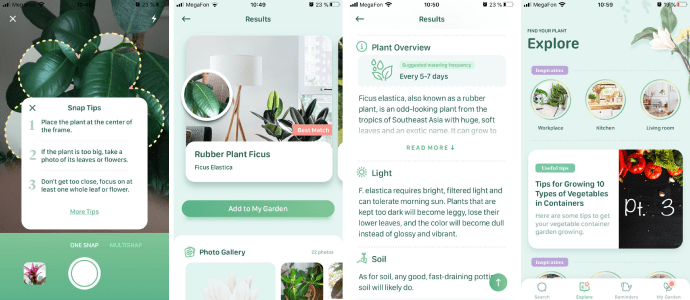 MegaFon
23 %
Snap Tips
1 Place the plant at the center of
the frame.
2 If the plant is too big, take a
photo of its leaves or flowers.
3 Don't get too close, focus on at
least one whole leaf or flower.
More Tips
ONE SNAP MULTISNAP
MegaFon 10:49 23 %
Results
Best Match
Rubber Plant Ficus
Ficus Elastica
Add to My Garden
Photo Gallery 22 photos
MegaFon 10:50 23 %
Results
Plant Overview
Suggested watering frequency
Every 5-7 days
Ficus elastica, also known as a rubber
plant, is an odd-looking plant from the
tropics of Southeast Asia with huge, soft
leaves and an exotic name. It can grow to
READ MORE
Light
F. elastica requires bright, filtered light and
can tolerate morning sun. Plants that are
kept too dark will become leggy, lose their
lower leaves, and the color will become dull
instead of glossy and vibrant.
Soil
As for soil, any good, fast-draining potting
soil will likely do.
MegaFon 10:59
FIND YOUR PLANT
Explore
Inspiration
Workplace Kitchen Living room
Useful tips
Tips for Growing 10
Types of Vegetables
in Containers
Here are some tips to get
your vegetable container
garden growing.
Pt. 3
Inspiration
Search Explore Reminders My Garden